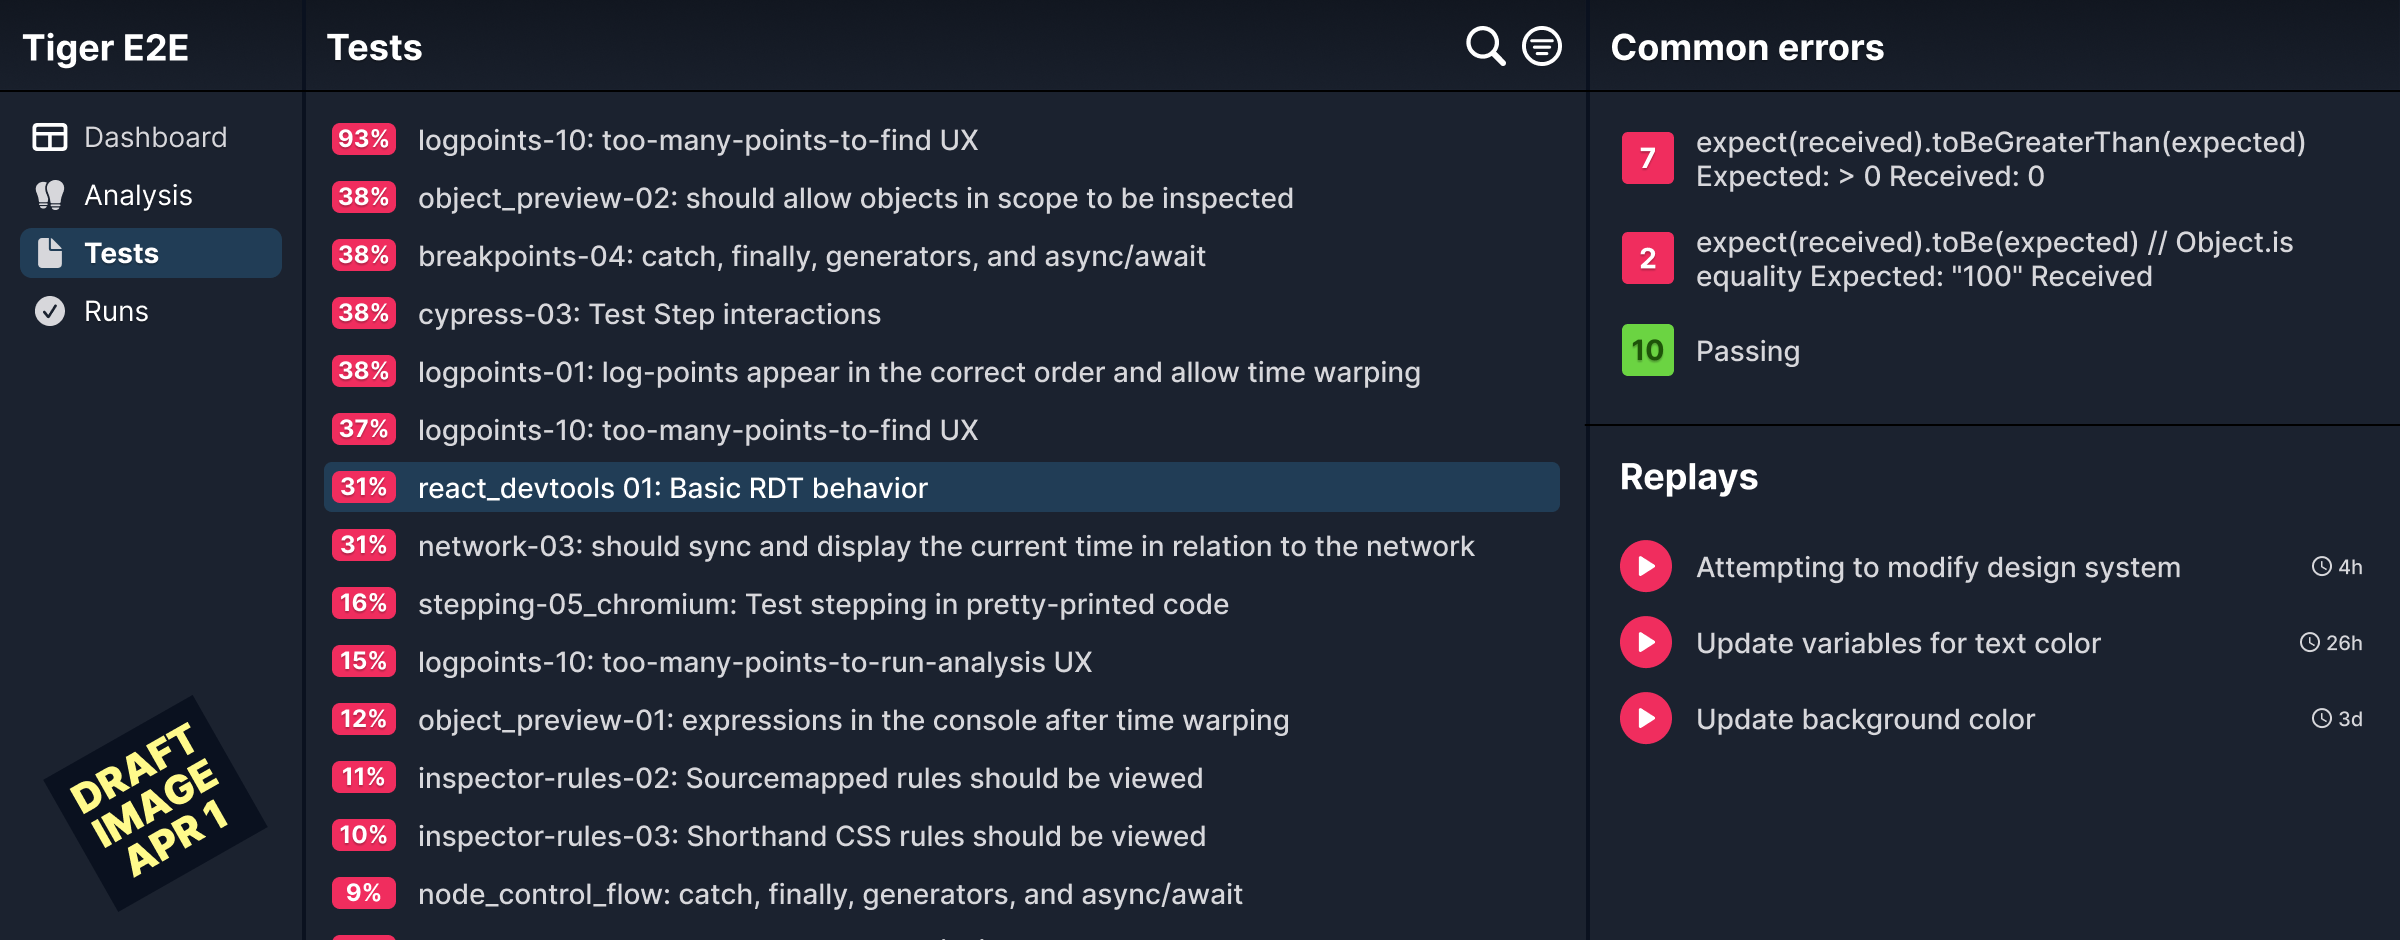 Tiger E2E
Dashboard
Analysis
Tests
Runs
DRAFT
IMAGE
APR 1
Tests
93% logpoints-10: too-many-points-to-find UX
38% object_preview-02: should allow objects in scope to be inspected
38% breakpoints-04: catch, finally, generators, and async/await
38% cypress-03: Test Step interactions
38% logpoints-01: log-points appear in the correct order and allow time warping
37% logpoints-10: too-many-points-to-find UX
31% react_devtools 01: Basic RDT behavior
31% network-03: should sync and display the current time in relation to the network
16% stepping-05_chromium: Test stepping in pretty-printed code
15% logpoints-10: too-many-points-to-run-analysis UX
12% object_preview-01: expressions in the console after time warping
11% inspector-rules-02: Sourcemapped rules should be viewed
10% inspector-rules-03: Shorthand CSS rules should be viewed
9% node_control_flow: catch, finally, generators, and async/await
Common errors
7 expect(received).toBeGreaterThan(expected)
Expected: > 0 Received: 0
2 expect(received).toBe(expected) // Object.is
equality Expected: "100" Received
10 Passing
Replays
Attempting to modify design system 4h
Update variables for text color 26h
Update background color 3d